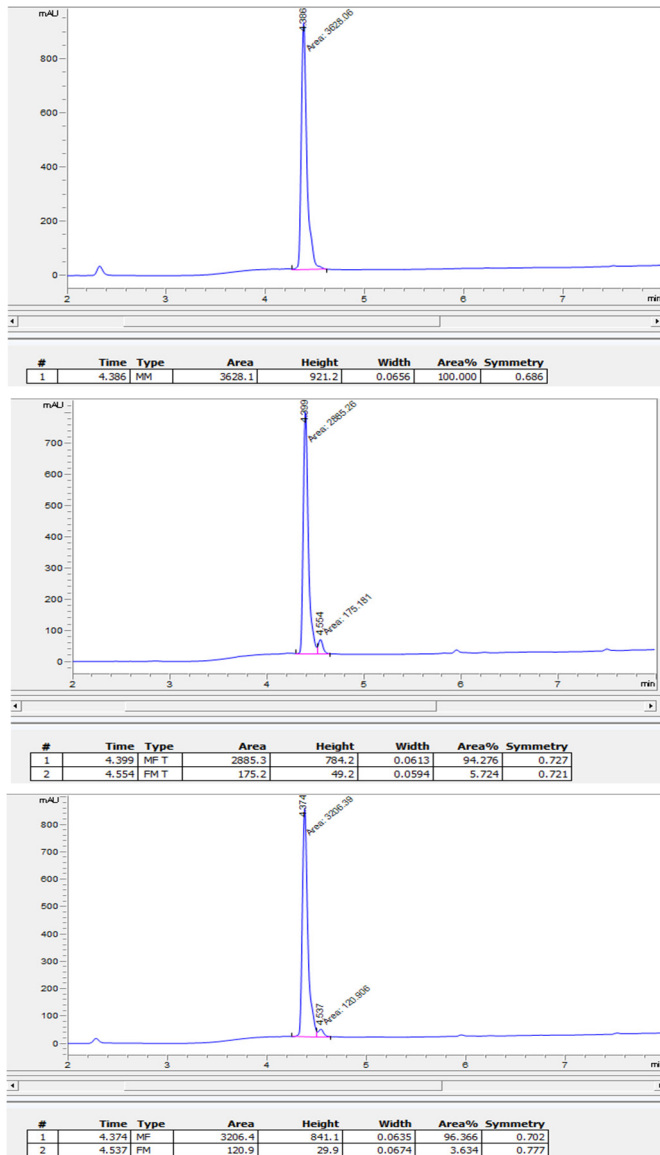 mAU
4.386
Area: 3628.06
800
600
400
200
0
2 3 4 5 6 7 min
# Time Type Area Height Width Area% Symmetry
1 4.386 MM 3628.1 921.2 0.0656 100.000 0.686
mAU
4.399
Area: 2885.26
700
600
500
400
300
200
100
0
4.554
Area: 175.181
2 3 4 5 6 7 min
# Time Type Area Height Width Area% Symmetry
1 4.399 MF T 2885.3 784.2 0.0613 94.276 0.727
2 4.554 FM T 175.2 49.2 0.0594 5.724 0.721
mAU
4.374
Area: 3206.39
800
700
600
500
400
300
200
100
0
4.537
Area: 120.906
2 3 4 5 6 7 min
# Time Type Area Height Width Area% Symmetry
1 4.374 MF 3206.4 841.1 0.0635 96.366 0.702
2 4.537 FM 120.9 29.9 0.0674 3.634 0.777